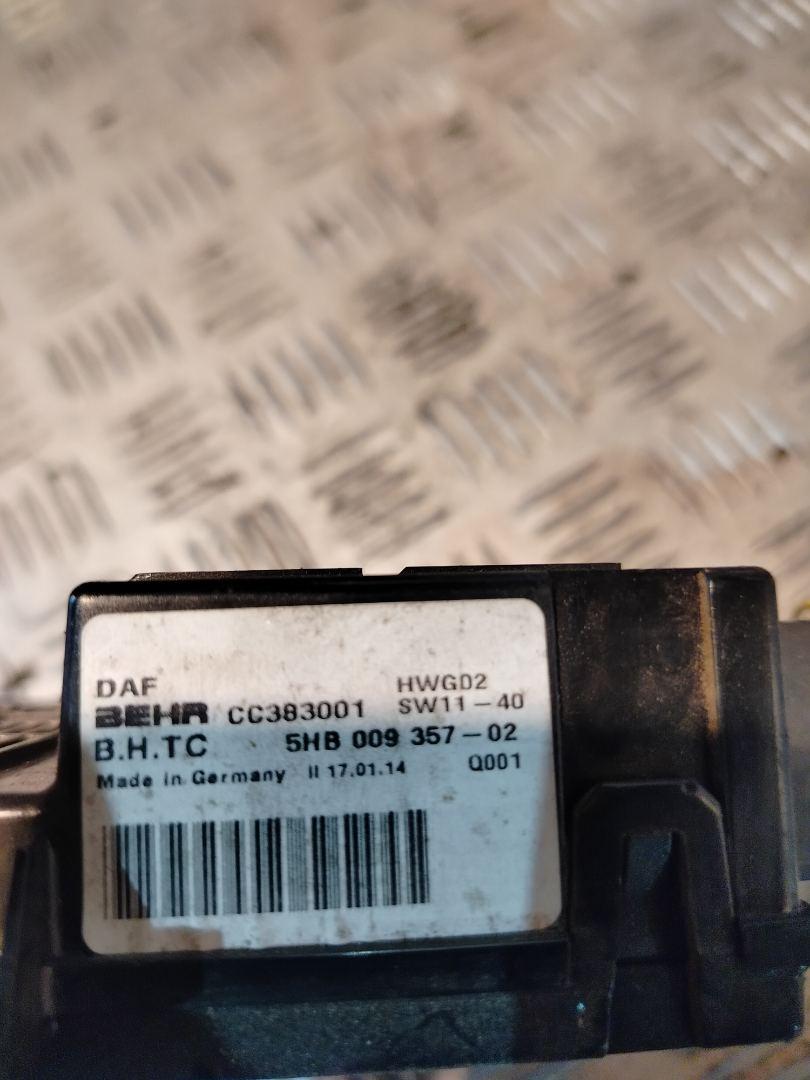 DAF HWG02
BEHR CC383001 SW11-40
B.H.TC 5HB 009 357-02
Made in Germany II 17.01.14 Q001